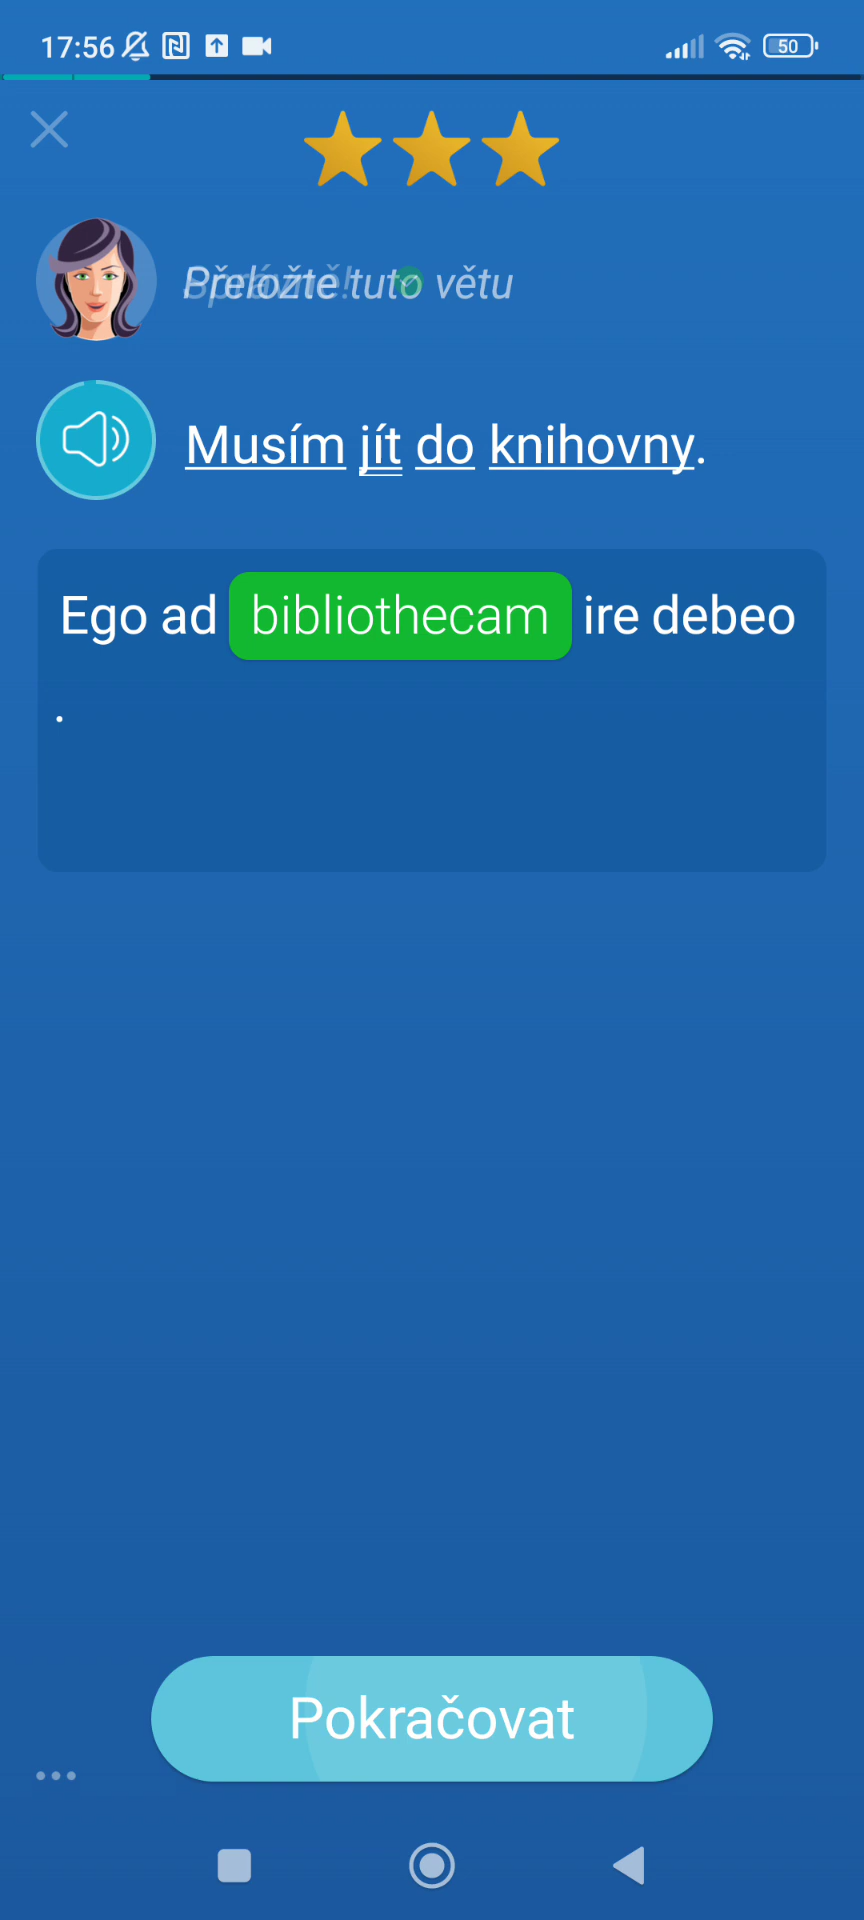 17:56 50
Přeložte tuto větu
Musím jít do knihovny.
Ego ad bibliothecam ire debeo
.
Pokračovat